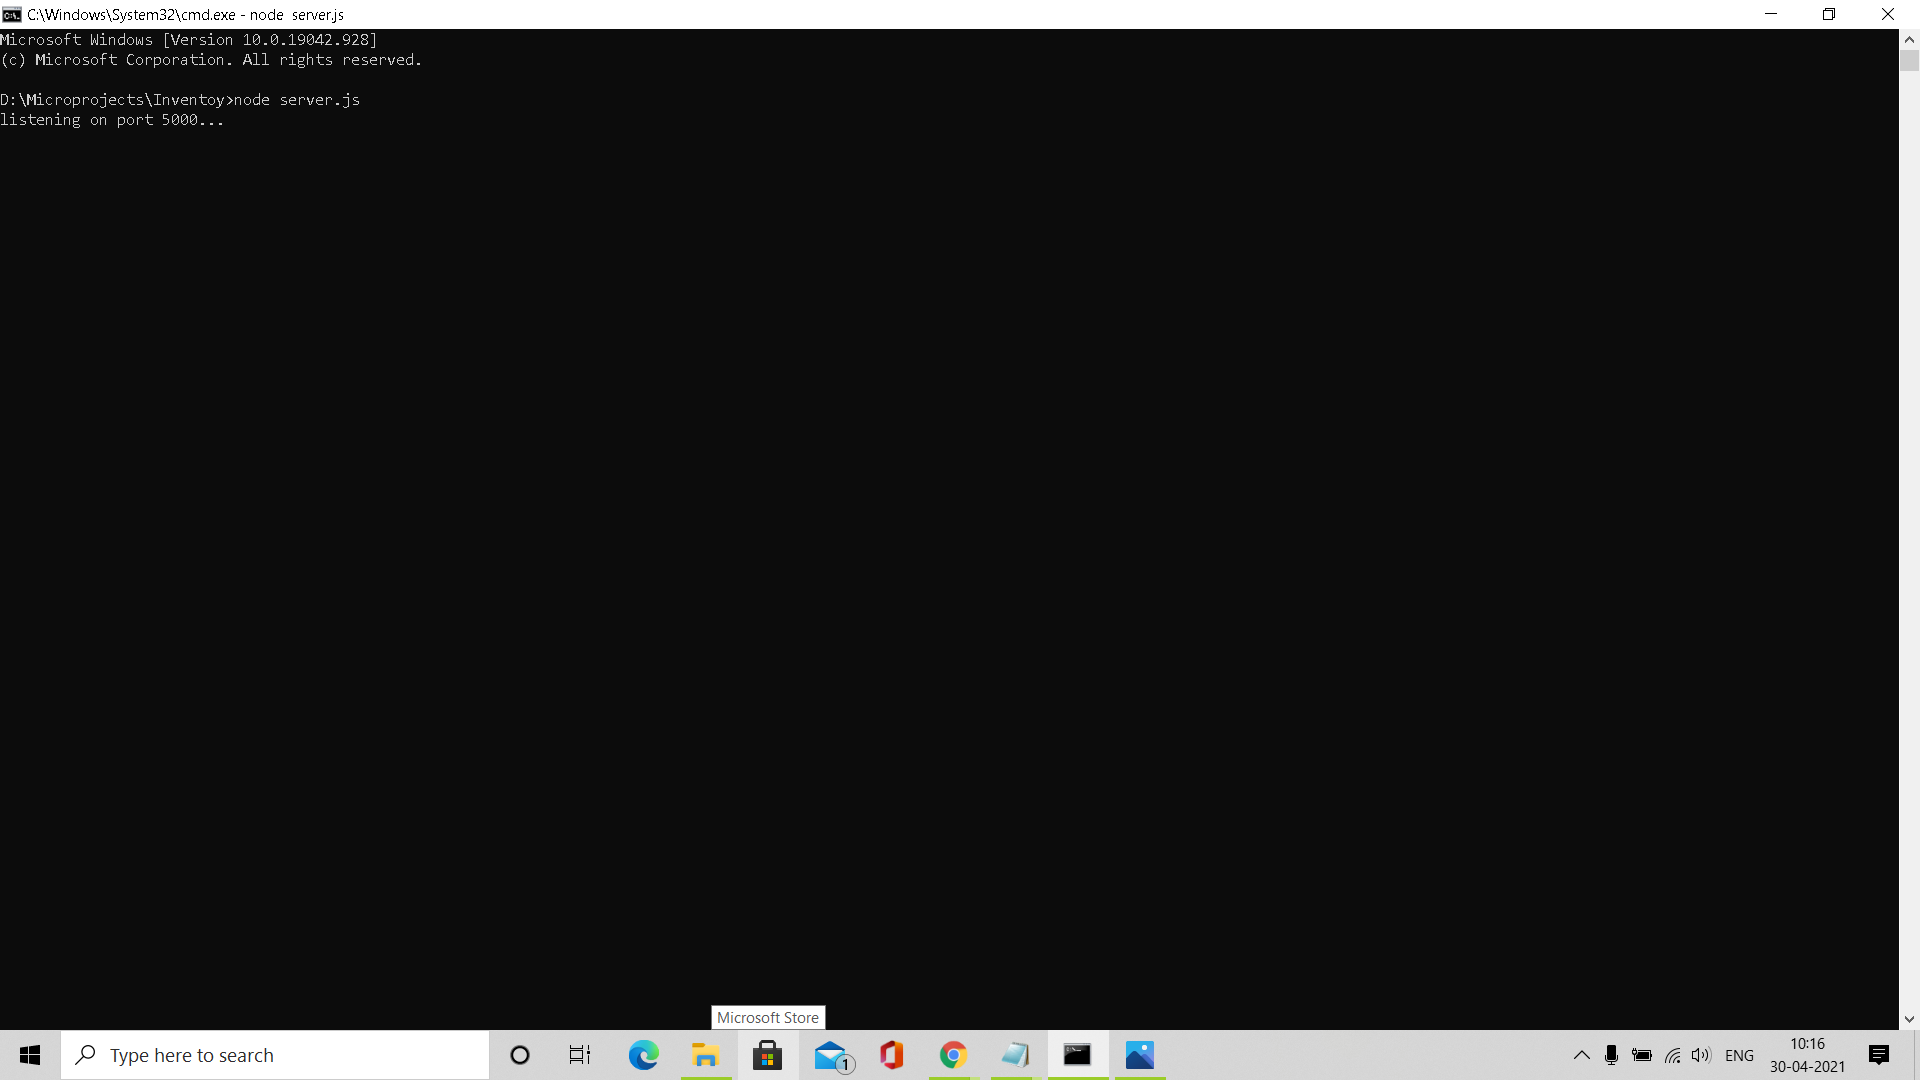 C:\Windows\System32\cmd.exe - node  server.js
Microsoft Windows [Version 10.0.19042.928]
(c) Microsoft Corporation. All rights reserved.
D:\Microprojects\Inventoy>node server.js
listening on port 5000...
Microsoft Store
Type here to search
1
ENG
10:16
30-04-2021